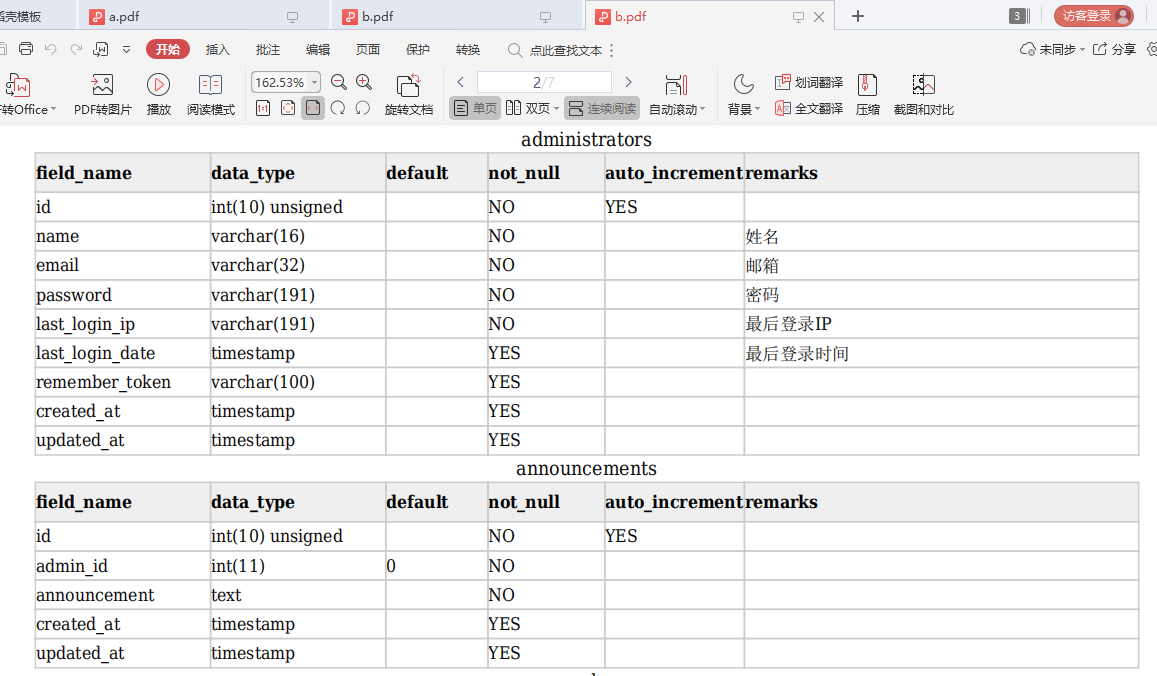 稻壳模板 a.pdf b.pdf b.pdf 3 访客登录
开始 插入 批注 编辑 页面 保护 转换 点此查找文本 未同步 分享
162.53% 2/7 划词翻译
转Office PDF转图片 播放 阅读模式 1:1 旋转文档 单页 双页 连续阅读 自动滚动 背景 全文翻译 压缩 截图和对比
administrators
field_name data_type default not_null auto_increment remarks
id int(10) unsigned NO YES
name varchar(16) NO 姓名
email varchar(32) NO 邮箱
password varchar(191) NO 密码
last_login_ip varchar(191) NO 最后登录IP
last_login_date timestamp YES 最后登录时间
remember_token varchar(100) YES
created_at timestamp YES
updated_at timestamp YES
announcements
field_name data_type default not_null auto_increment remarks
id int(10) unsigned NO YES
admin_id int(11) 0 NO
announcement text NO
created_at timestamp YES
updated_at timestamp YES